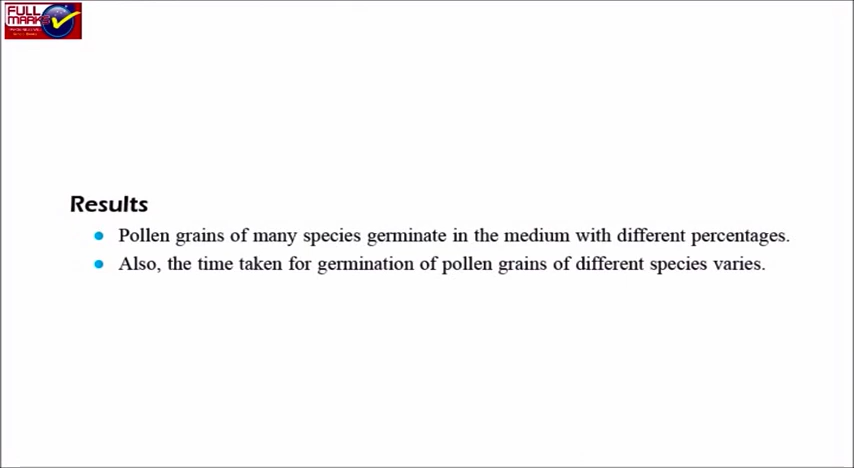 FULL
MARKS
Results
Pollen grains of many species germinate in the medium with different percentages.
Also, the time taken for germination of pollen grains of different species varies.